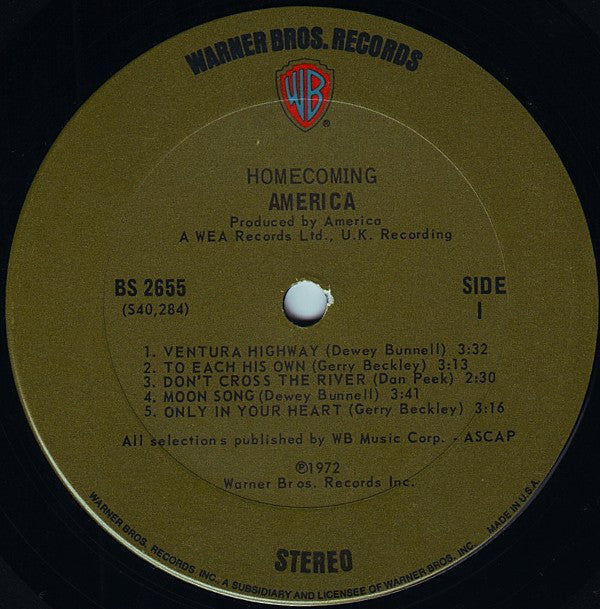 WARNER BROS. RECORDS
WB
®
HOMECOMING
AMERICA
Produced by America
A WEA Records Ltd., U.K. Recording
BS 2655
(S40,284)
SIDE
1
1. VENTURA HIGHWAY (Dewey Bunnell) 3:32
2. TO EACH HIS OWN (Gerry Beckley) 3:13
3. DON'T CROSS THE RIVER (Dan Peek) 2:30
4. MOON SONG (Dewey Bunnell) 3:41
5. ONLY IN YOUR HEART (Gerry Beckley) 3:16
All selections published by WB Music Corp. - ASCAP
℗1972
Warner Bros. Records Inc.
STEREO
WARNER BROS. RECORDS INC. A SUBSIDIARY AND LICENSEE OF WARNER BROS. INC. MADE IN U.S.A.